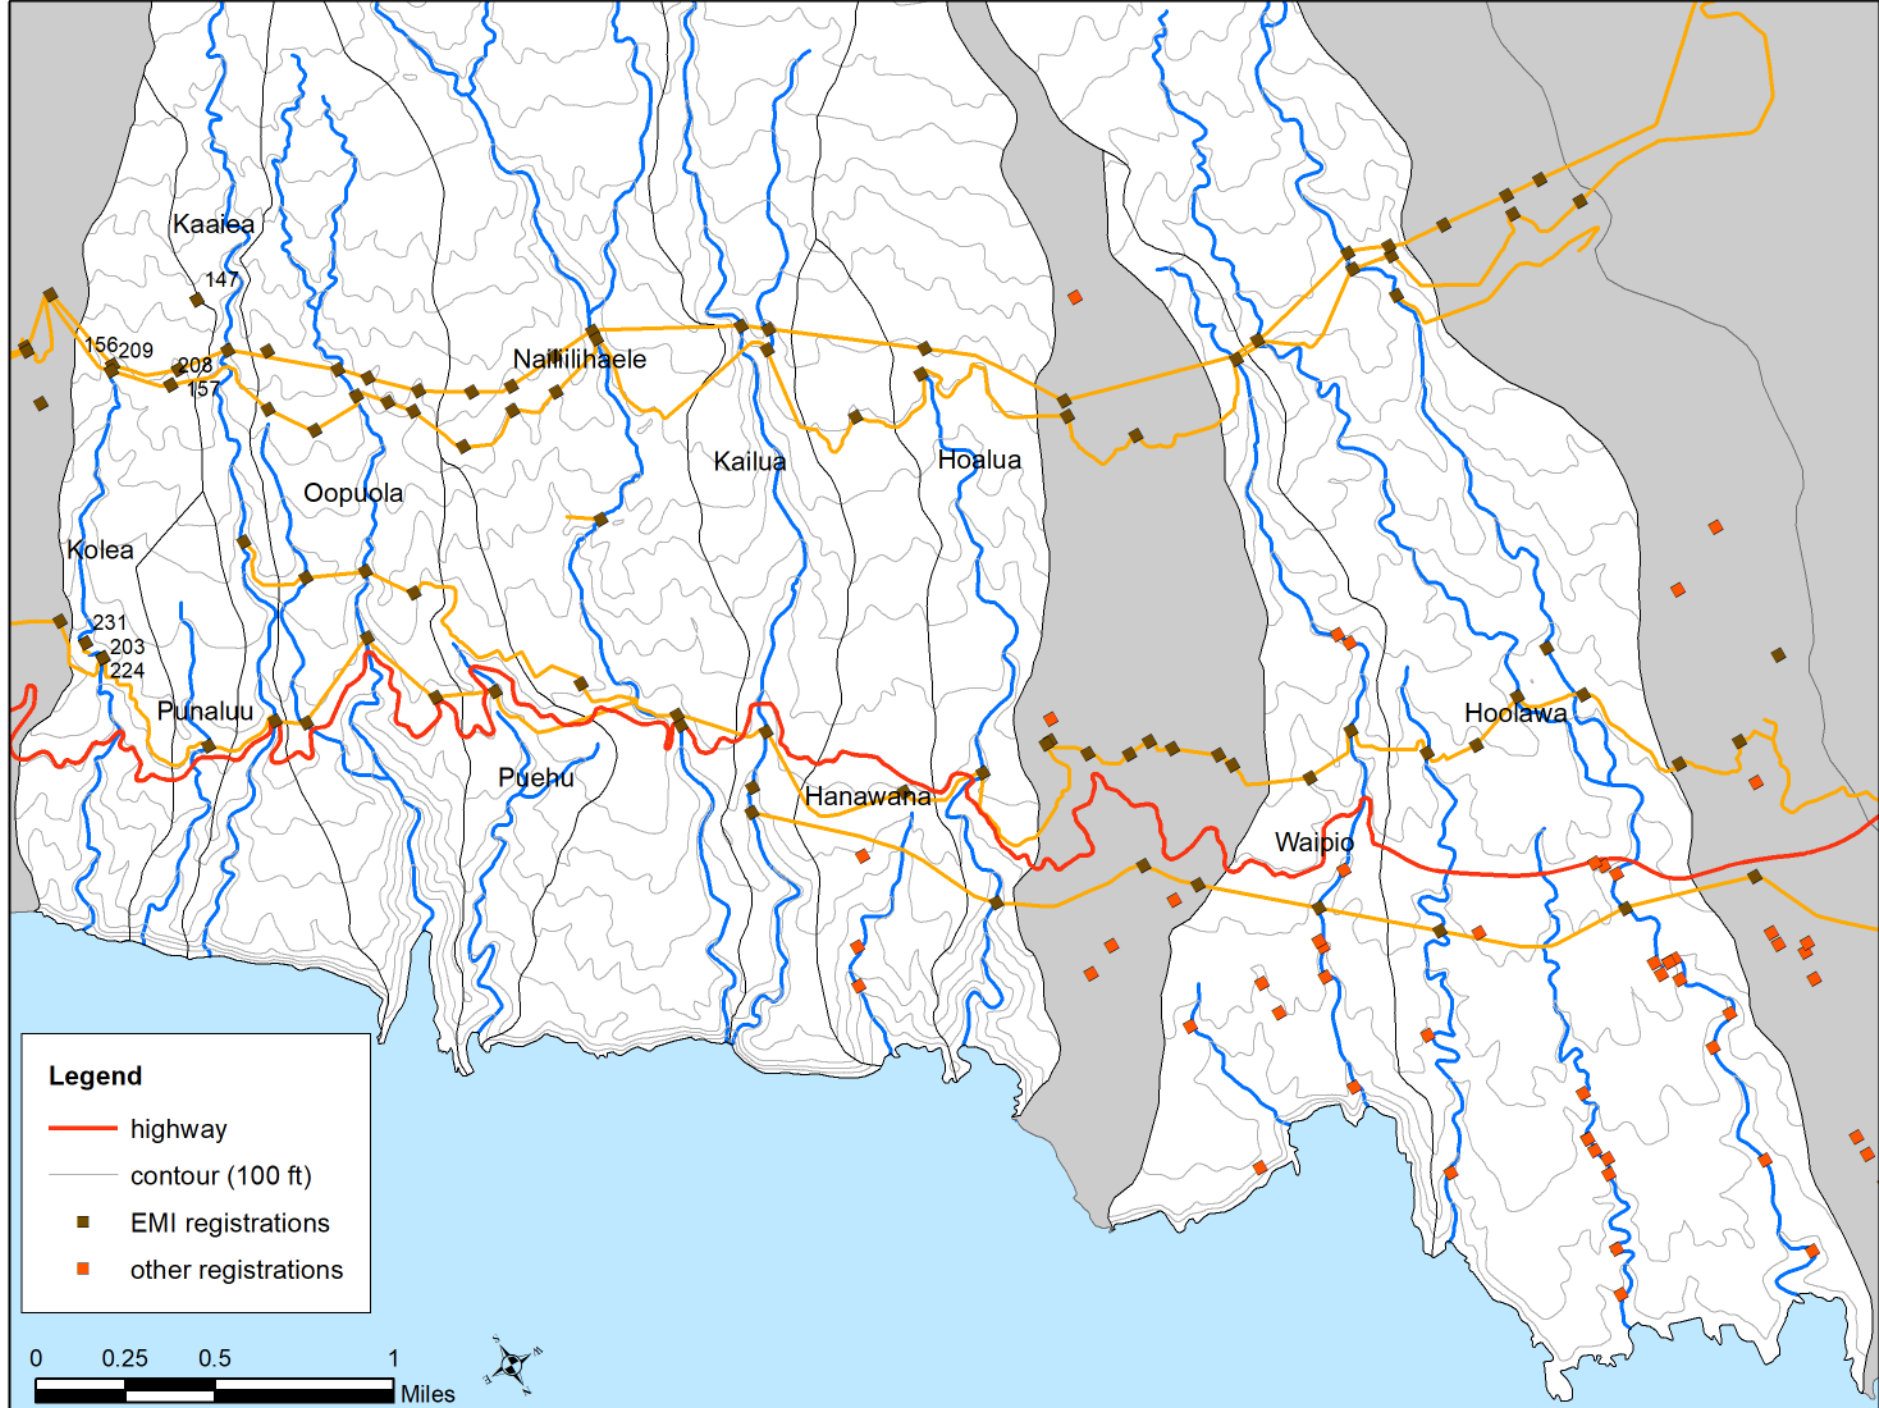 Kaaiea
147
156
209
208
157
Nailiilihaele
Kailua
Hoalua
Oopuola
Kolea
231
203
224
Punaluu
Hoolawa
Puehu
Hanawana
Waipio
Legend
highway
contour (100 ft)
EMI registrations
other registrations
0 0.25 0.5 1
Miles
S
W
E
N